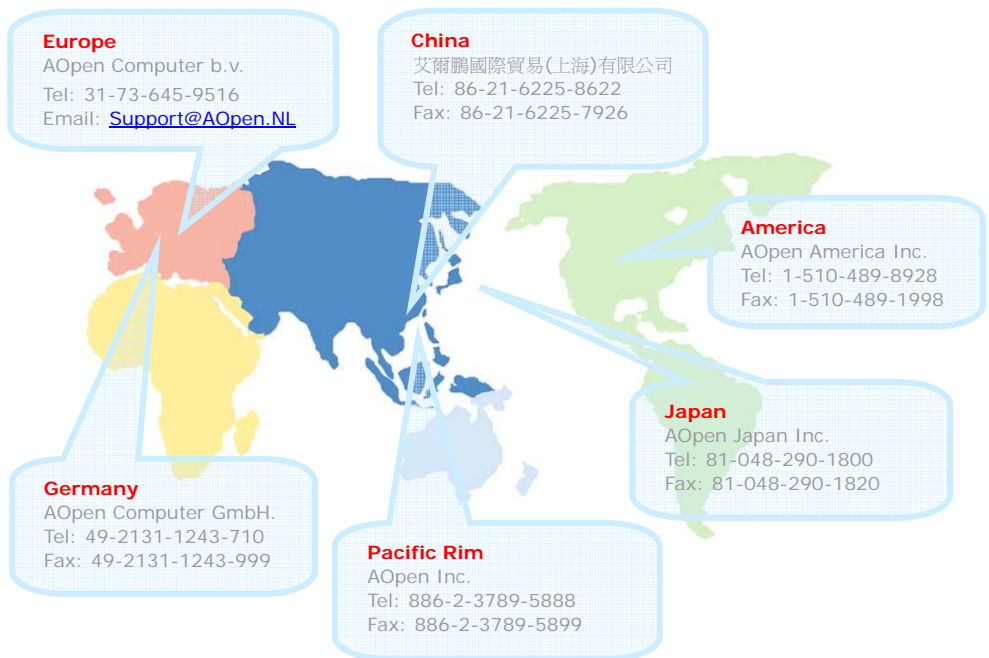 Europe
AOpen Computer b.v.
Tel: 31-73-645-9516
Email: Support@AOpen.NL
China
艾爾鵬國際貿易(上海)有限公司
Tel: 86-21-6225-8622
Fax: 86-21-6225-7926
America
AOpen America Inc.
Tel: 1-510-489-8928
Fax: 1-510-489-1998
Japan
AOpen Japan Inc.
Tel: 81-048-290-1800
Fax: 81-048-290-1820
Germany
AOpen Computer GmbH.
Tel: 49-2131-1243-710
Fax: 49-2131-1243-999
Pacific Rim
AOpen Inc.
Tel: 886-2-3789-5888
Fax: 886-2-3789-5899